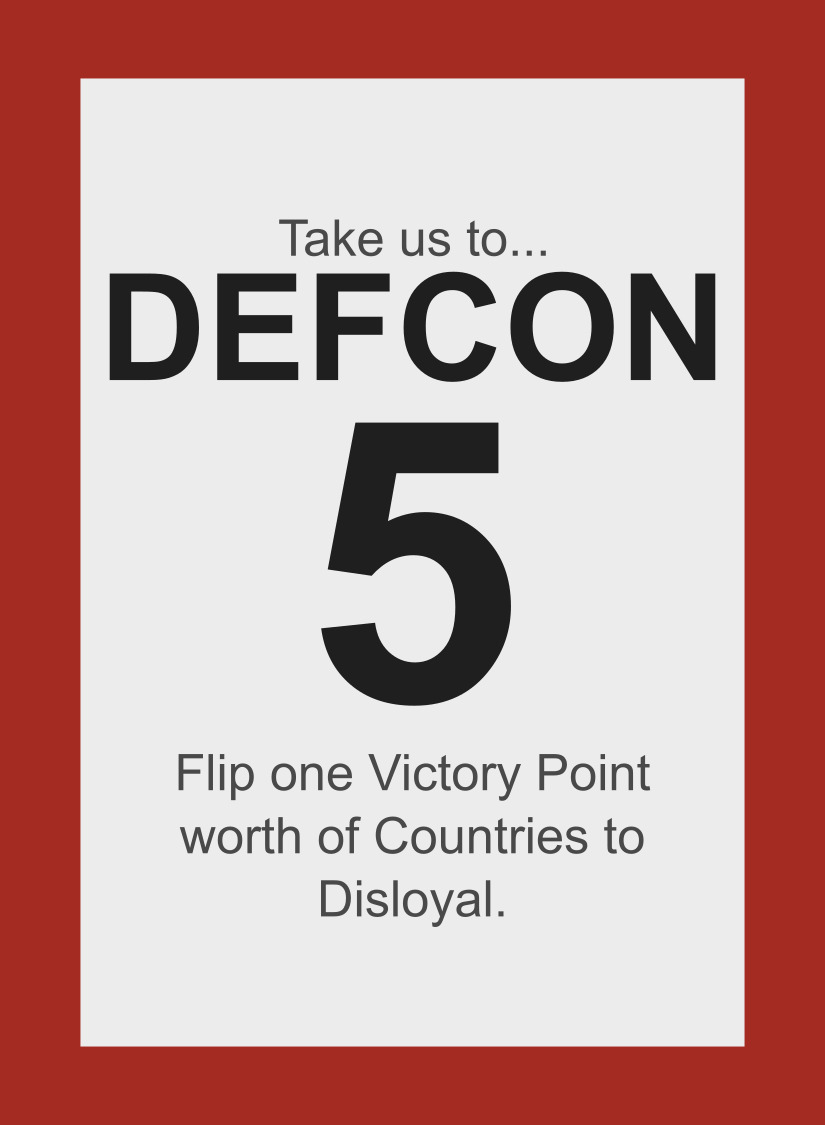 Take us to...
DEFCON
5
Flip one Victory Point
worth of Countries to
Disloyal.